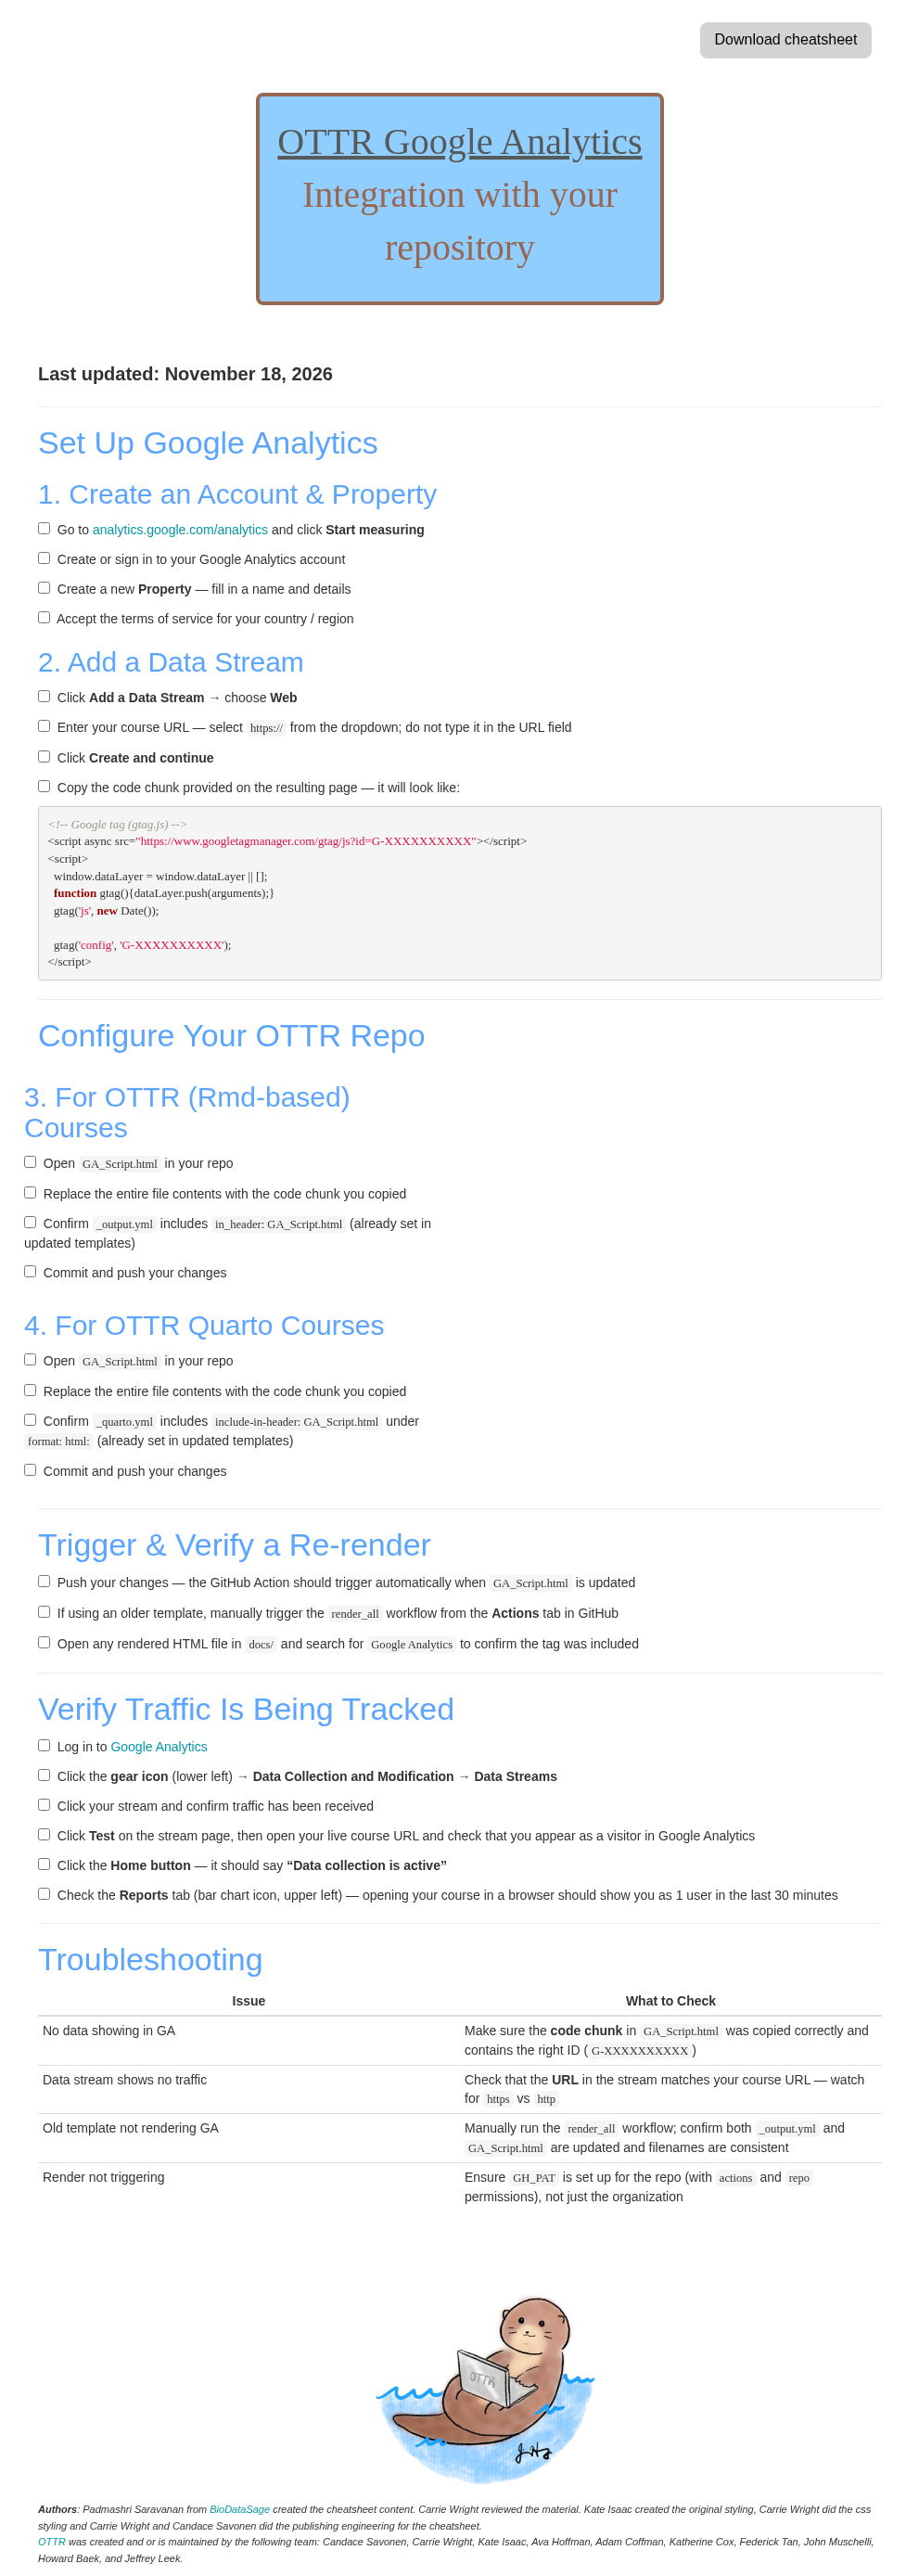 Download cheatsheet
OTTR Google Analytics
Integration with your
repository
Last updated: November 18, 2026
Set Up Google Analytics
1. Create an Account & Property
Go to analytics.google.com/analytics and click Start measuring
Create or sign in to your Google Analytics account
Create a new Property — fill in a name and details
Accept the terms of service for your country / region
2. Add a Data Stream
Click Add a Data Stream → choose Web
Enter your course URL — select https:// from the dropdown; do not type it in the URL field
Click Create and continue
Copy the code chunk provided on the resulting page — it will look like:
<!-- Google tag (gtag.js) -->
<script async src="https://www.googletagmanager.com/gtag/js?id=G-XXXXXXXXXX"></script>
<script>
window.dataLayer = window.dataLayer || [];
function gtag(){dataLayer.push(arguments);}
gtag('js', new Date());
gtag('config', 'G-XXXXXXXXXX');
</script>
Configure Your OTTR Repo
3. For OTTR (Rmd-based)
Courses
Open GA_Script.html in your repo
Replace the entire file contents with the code chunk you copied
Confirm _output.yml includes in_header: GA_Script.html (already set in
updated templates)
Commit and push your changes
4. For OTTR Quarto Courses
Open GA_Script.html in your repo
Replace the entire file contents with the code chunk you copied
Confirm _quarto.yml includes include-in-header: GA_Script.html under
format: html: (already set in updated templates)
Commit and push your changes
Trigger & Verify a Re-render
Push your changes — the GitHub Action should trigger automatically when GA_Script.html is updated
If using an older template, manually trigger the render_all workflow from the Actions tab in GitHub
Open any rendered HTML file in docs/ and search for Google Analytics to confirm the tag was included
Verify Traffic Is Being Tracked
Log in to Google Analytics
Click the gear icon (lower left) → Data Collection and Modification → Data Streams
Click your stream and confirm traffic has been received
Click Test on the stream page, then open your live course URL and check that you appear as a visitor in Google Analytics
Click the Home button — it should say “Data collection is active”
Check the Reports tab (bar chart icon, upper left) — opening your course in a browser should show you as 1 user in the last 30 minutes
Troubleshooting
Issue What to Check
No data showing in GA Make sure the code chunk in GA_Script.html was copied correctly and
contains the right ID ( G-XXXXXXXXXX )
Data stream shows no traffic Check that the URL in the stream matches your course URL — watch
for https vs http
Old template not rendering GA Manually run the render_all workflow; confirm both _output.yml and
GA_Script.html are updated and filenames are consistent
Render not triggering Ensure GH_PAT is set up for the repo (with actions and repo
permissions), not just the organization
OTTR
Authors: Padmashri Saravanan from BioDataSage created the cheatsheet content. Carrie Wright reviewed the material. Kate Isaac created the original styling, Carrie Wright did the css
styling and Carrie Wright and Candace Savonen did the publishing engineering for the cheatsheet.
OTTR was created and or is maintained by the following team: Candace Savonen, Carrie Wright, Kate Isaac, Ava Hoffman, Adam Coffman, Katherine Cox, Federick Tan, John Muschelli,
Howard Baek, and Jeffrey Leek.